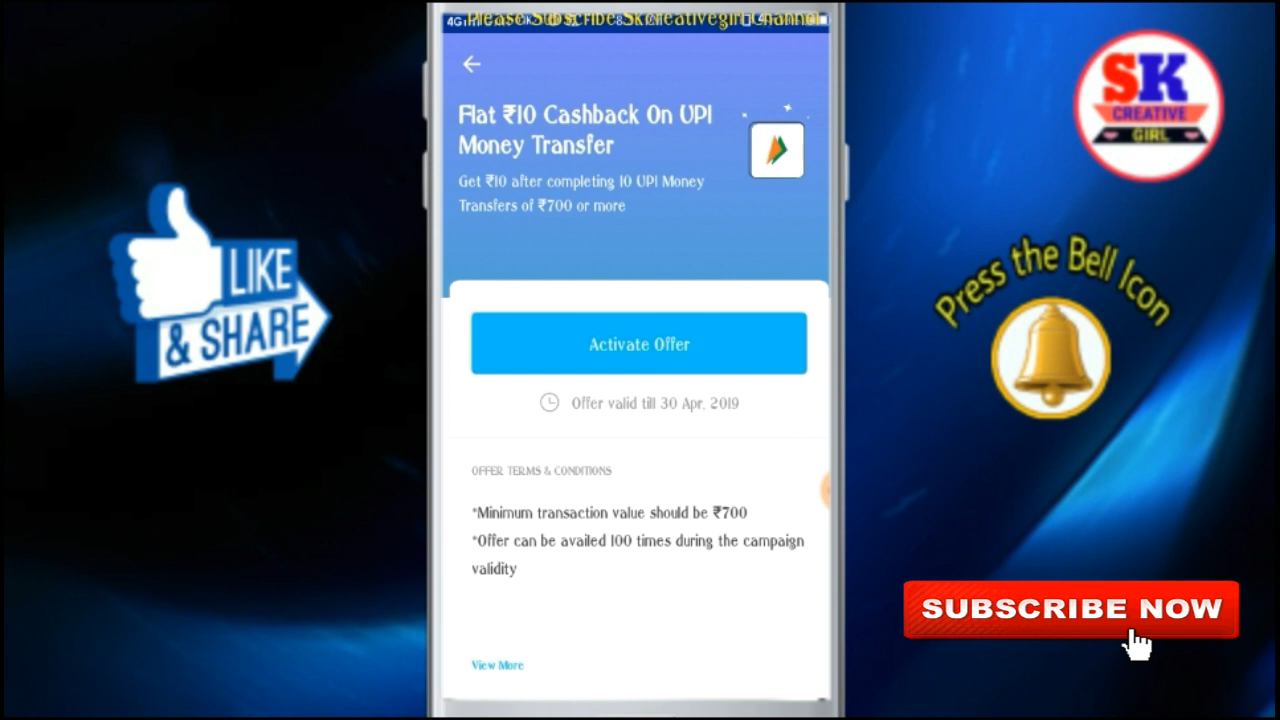 4G
Please Subscribe Skcreativegirl Channel
Flat ₹10 Cashback On UPI
Money Transfer
Get ₹10 after completing 10 UPI Money
Transfers of ₹700 or more
Activate Offer
Offer valid till 30 Apr, 2019
OFFER TERMS & CONDITIONS
*Minimum transaction value should be ₹700
*Offer can be availed 100 times during the campaign
validity
View More
LIKE
& SHARE
SK
CREATIVE
GIRL
Press the Bell Icon
SUBSCRIBE NOW